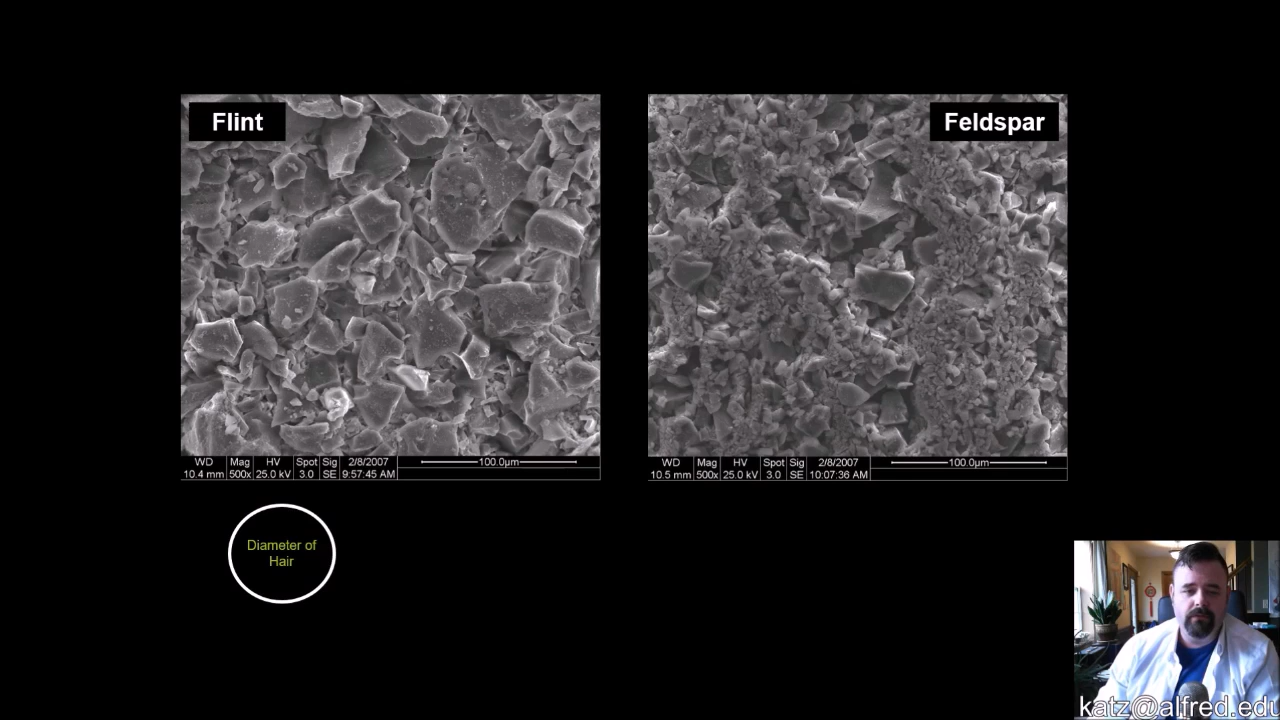 Flint
Feldspar
WD Mag HV Spot Sig 2/8/2007 100.0µm
10.4 mm 500x 25.0 kV 3.0 SE 9:57:45 AM
WD Mag HV Spot Sig 2/8/2007 100.0µm
10.5 mm 500x 25.0 kV 3.0 SE 10:07:36 AM
Diameter of
Hair
katz@alfred.edu